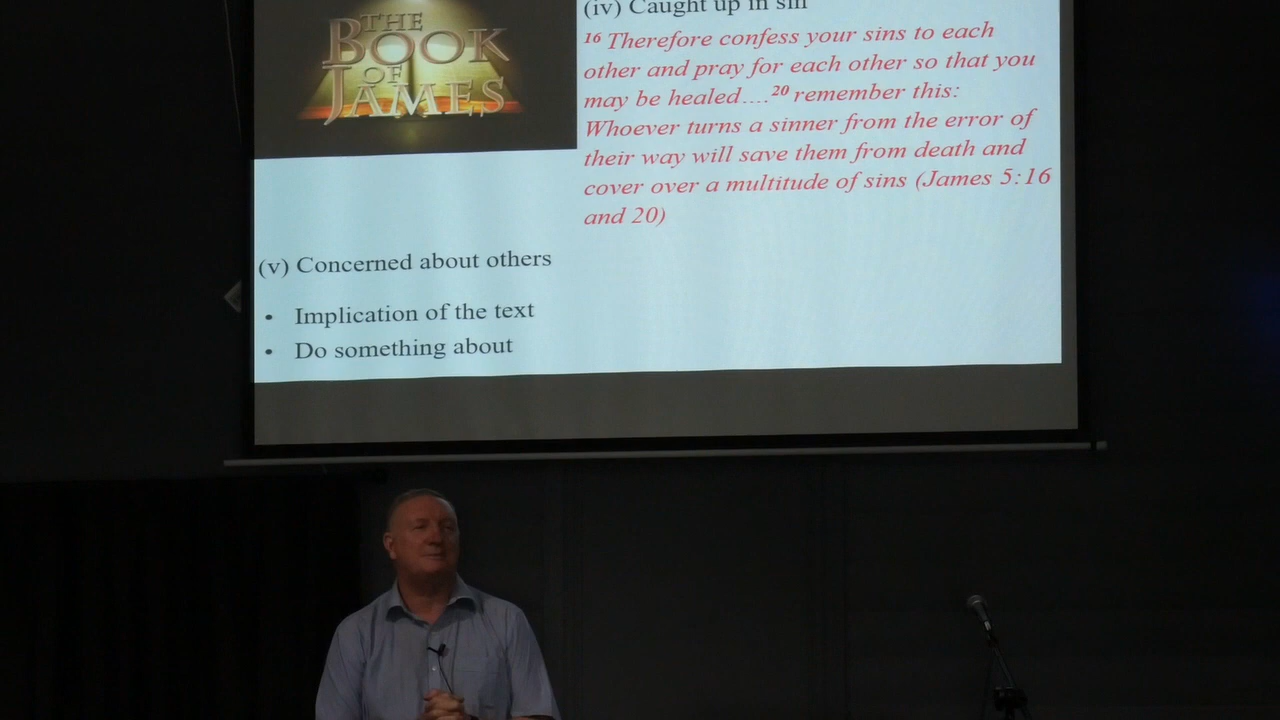 THE
BOOK
OF
JAMES
(iv) Caught up in sin
16 Therefore confess your sins to each
other and pray for each other so that you
may be healed....20 remember this:
Whoever turns a sinner from the error of
their way will save them from death and
cover over a multitude of sins (James 5:16
and 20)
(v) Concerned about others
• Implication of the text
• Do something about